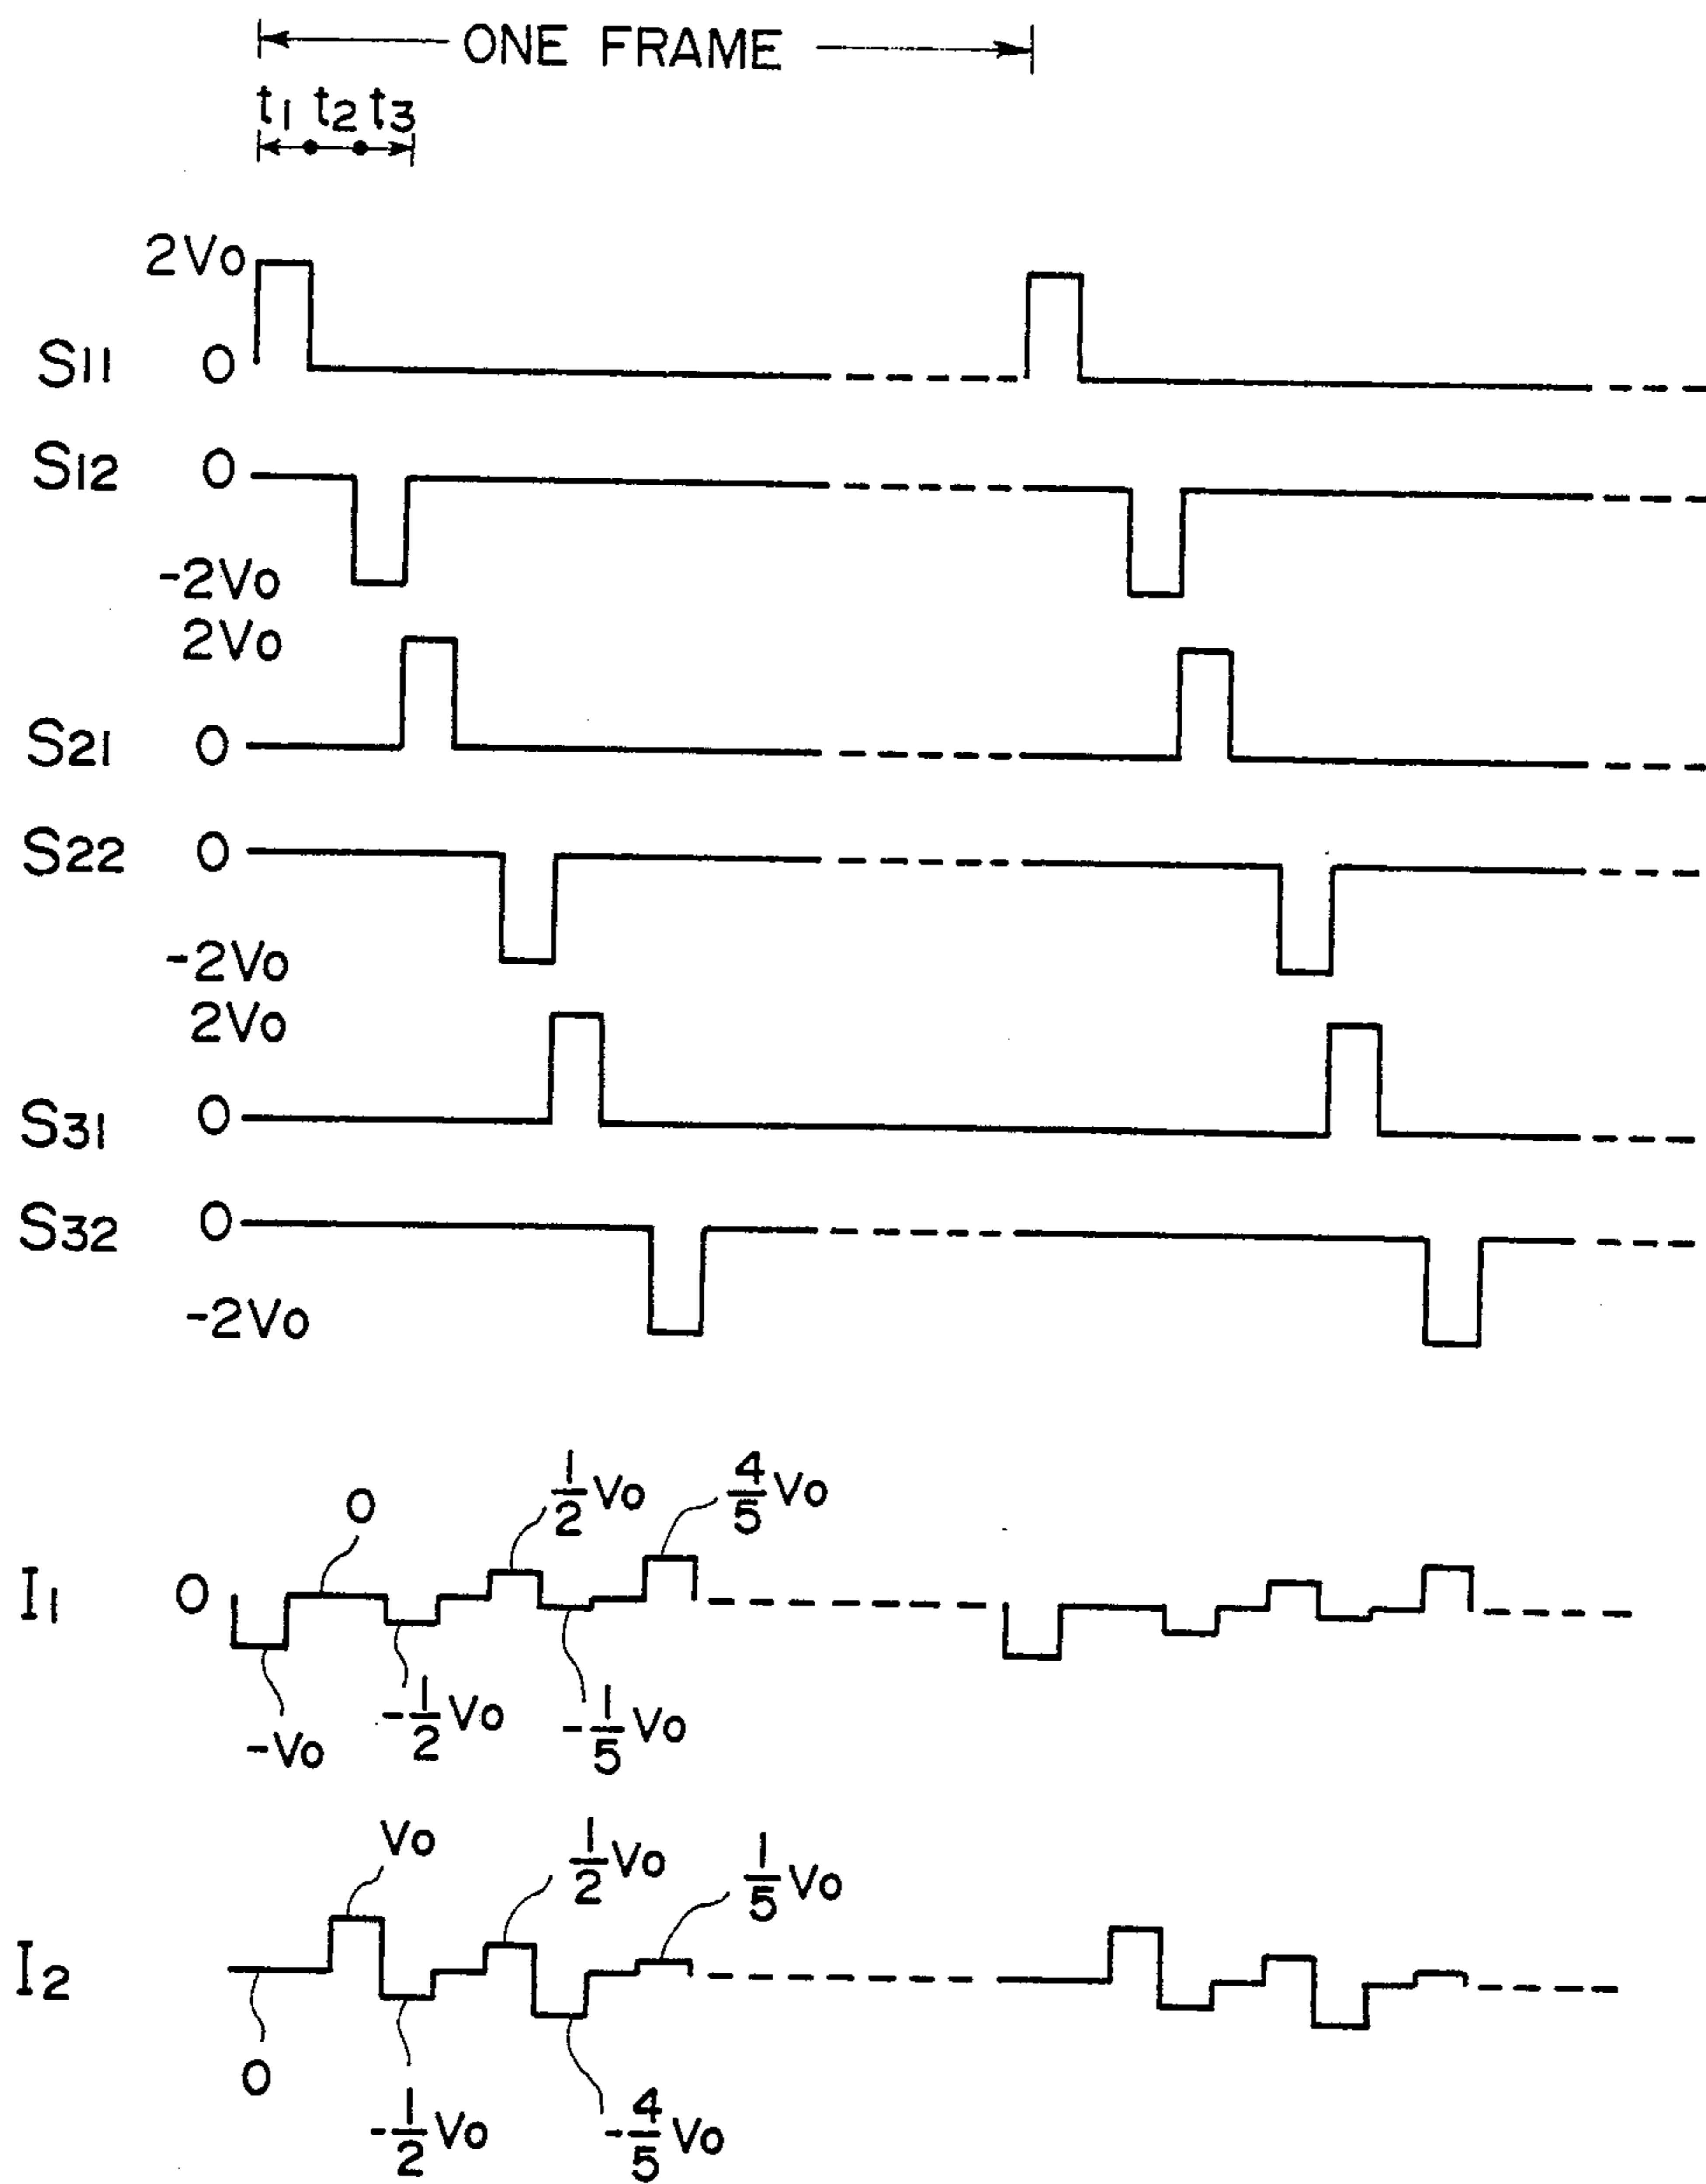 ONE FRAME
t1 t2 t3
2Vo
S11 0
S12 0
-2Vo
2Vo
S21 0
S22 0
-2Vo
2Vo
S31 0
S32 0
-2Vo
0 1/2 Vo 4/5 Vo
I1 0
-Vo -1/2 Vo -1/5 Vo
Vo 1/2 Vo 1/5 Vo
I2
0 -1/2 Vo -4/5 Vo